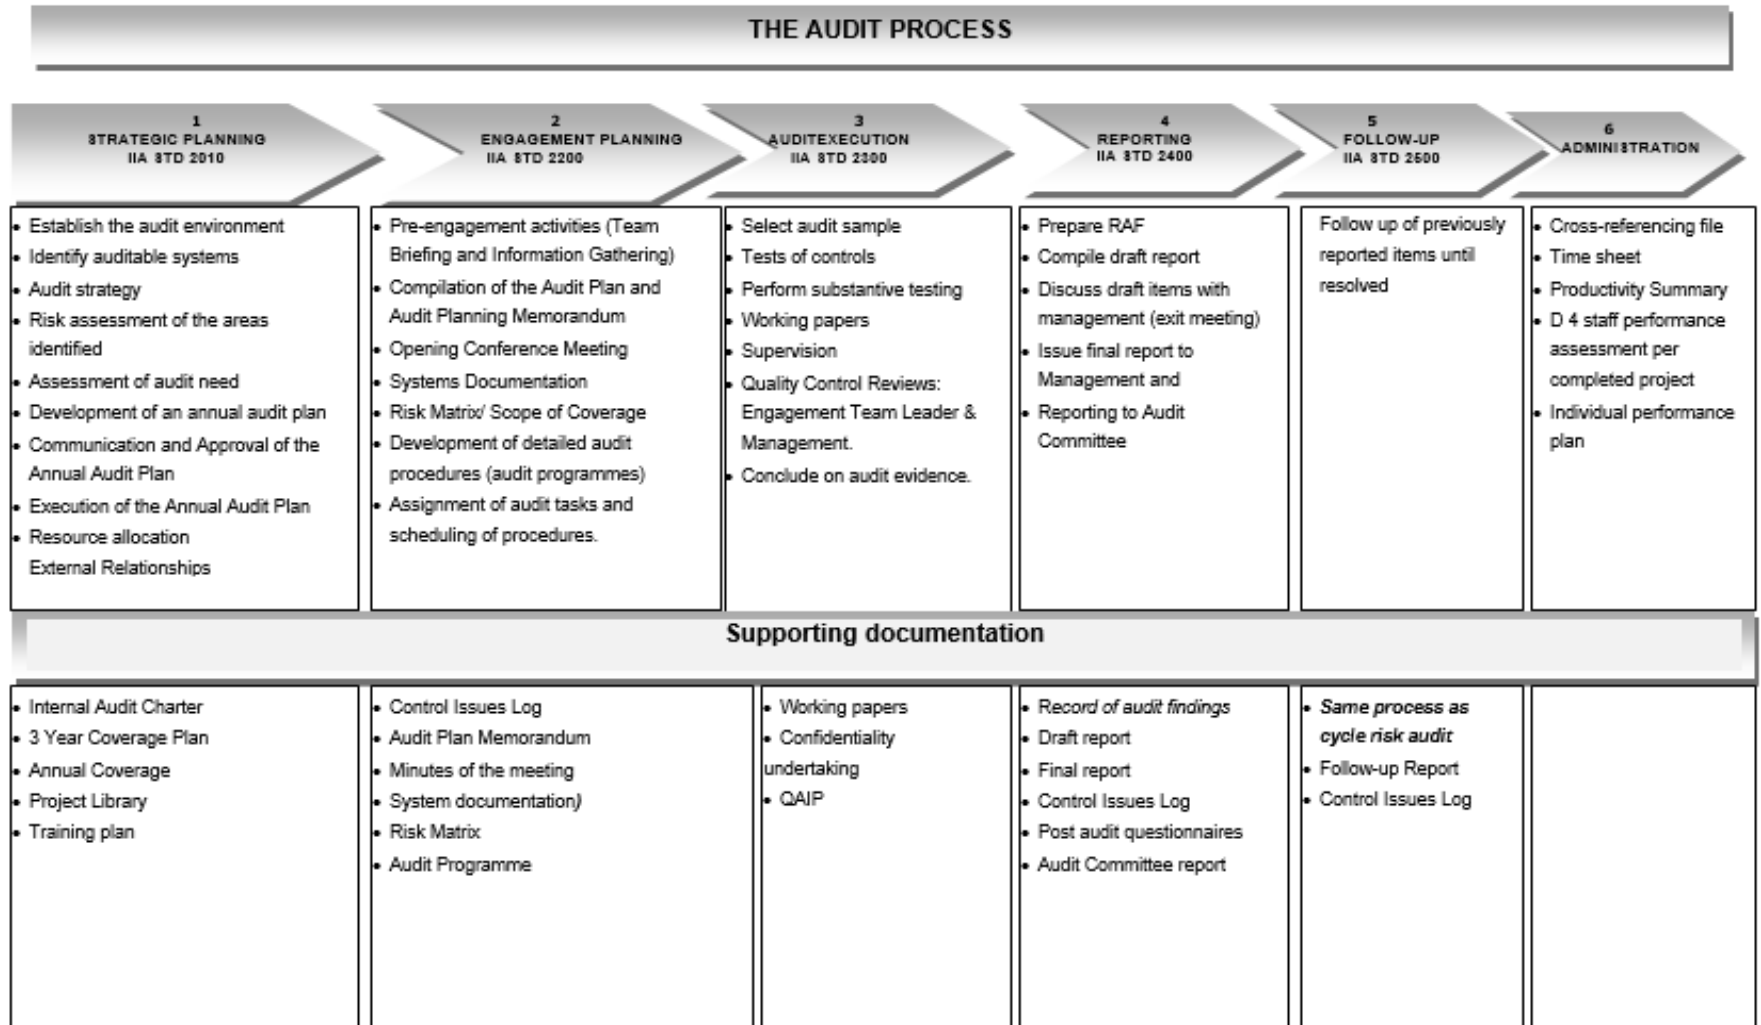 THE AUDIT PROCESS
1
STRATEGIC PLANNING
IIA STD 2010
2
ENGAGEMENT PLANNING
IIA STD 2200
3
AUDITEXECUTION
IIA STD 2300
4
REPORTING
IIA STD 2400
5
FOLLOW-UP
IIA STD 2500
6
ADMINISTRATION
• Establish the audit environment
• Identify auditable systems
• Audit strategy
• Risk assessment of the areas
identified
• Assessment of audit need
• Development of an annual audit plan
• Communication and Approval of the
Annual Audit Plan
• Execution of the Annual Audit Plan
• Resource allocation
External Relationships
• Pre-engagement activities (Team
Briefing and Information Gathering)
• Compilation of the Audit Plan and
Audit Planning Memorandum
• Opening Conference Meeting
• Systems Documentation
• Risk Matrix/ Scope of Coverage
• Development of detailed audit
procedures (audit programmes)
• Assignment of audit tasks and
scheduling of procedures.
• Select audit sample
• Tests of controls
• Perform substantive testing
• Working papers
• Supervision
• Quality Control Reviews:
Engagement Team Leader &
Management.
• Conclude on audit evidence.
• Prepare RAF
• Compile draft report
• Discuss draft items with
management (exit meeting)
• Issue final report to
Management and
• Reporting to Audit
Committee
Follow up of previously
reported items until
resolved
• Cross-referencing file
• Time sheet
• Productivity Summary
• D 4 staff performance
assessment per
completed project
• Individual performance
plan
Supporting documentation
• Internal Audit Charter
• 3 Year Coverage Plan
• Annual Coverage
• Project Library
• Training plan
• Control Issues Log
• Audit Plan Memorandum
• Minutes of the meeting
• System documentation)
• Risk Matrix
• Audit Programme
• Working papers
• Confidentiality
undertaking
• QAIP
• Record of audit findings
• Draft report
• Final report
• Control Issues Log
• Post audit questionnaires
• Audit Committee report
• Same process as
cycle risk audit
• Follow-up Report
• Control Issues Log